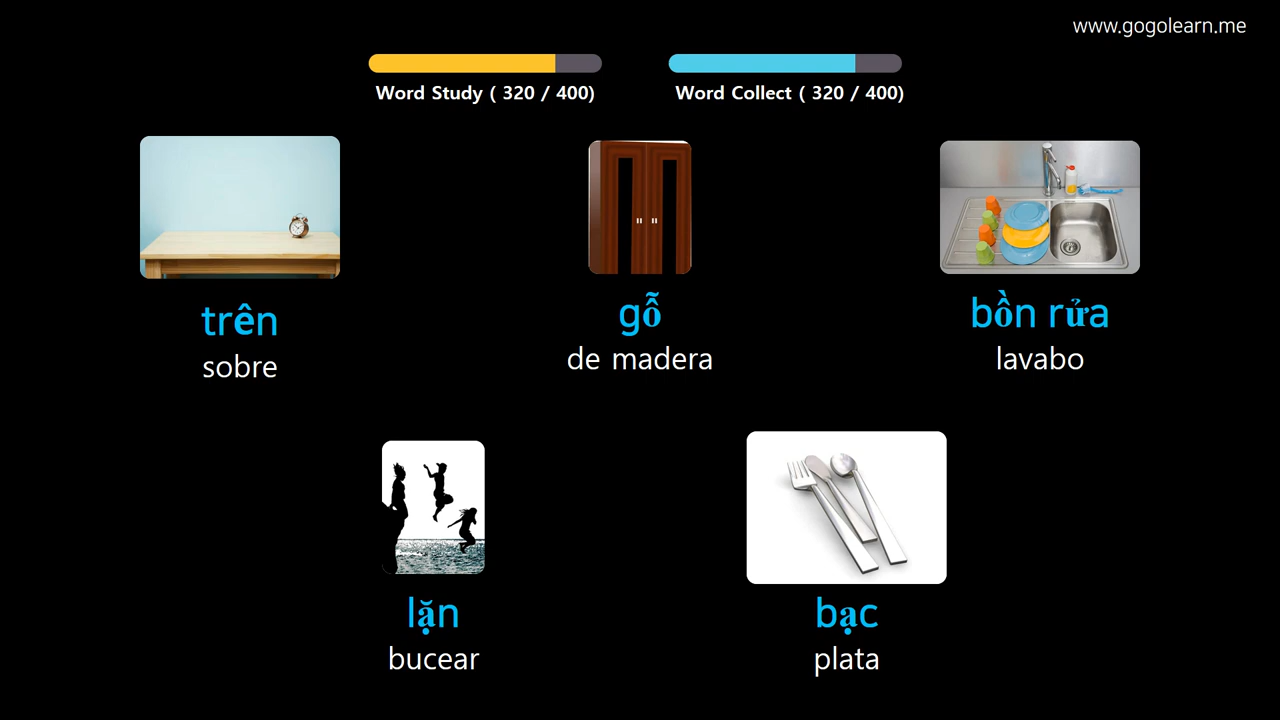 www.gogolearn.me
Word Study ( 320 / 400)
Word Collect ( 320 / 400)
trên
sobre
gỗ
de madera
bồn rửa
lavabo
lặn
bucear
bạc
plata